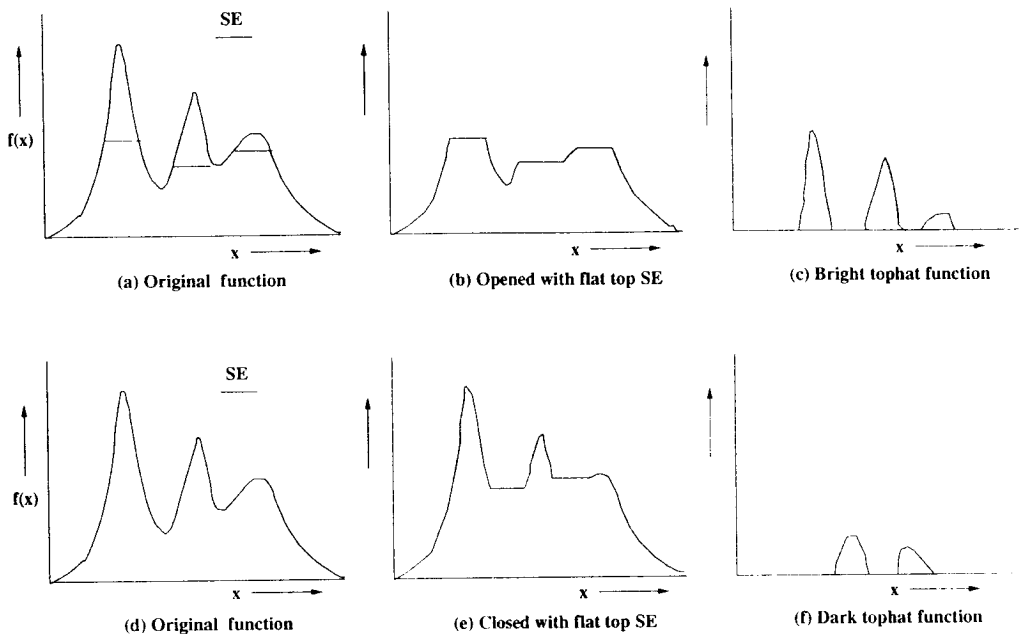 SE
f(x)
x
(a) Original function
x
(b) Opened with flat top SE
x
(c) Bright tophat function
SE
f(x)
x
(d) Original function
x
(e) Closed with flat top SE
x
(f) Dark tophat function